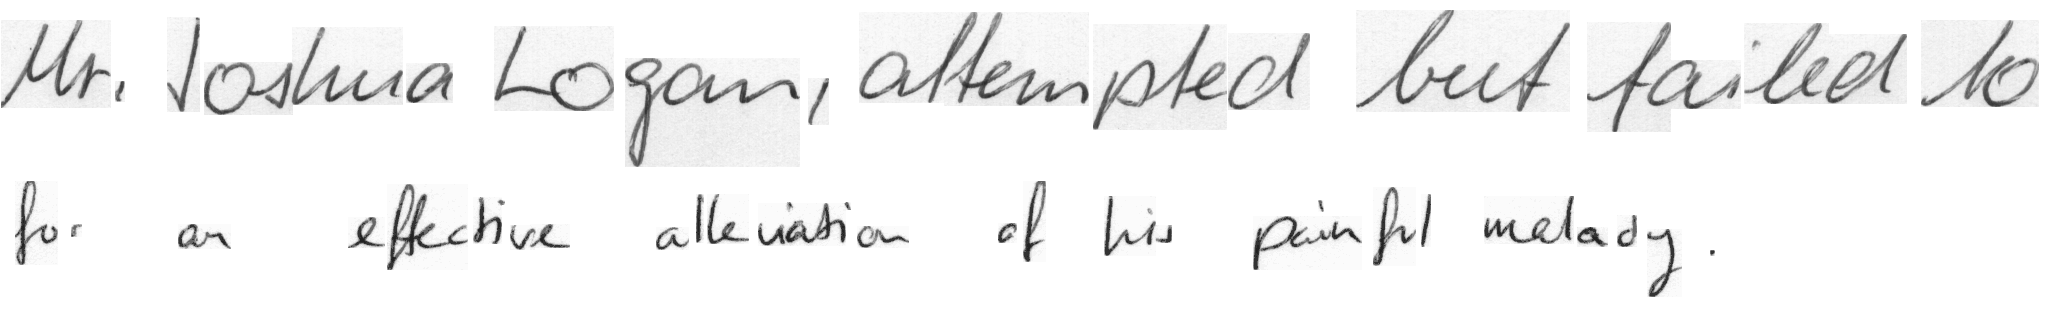 Mr. Joshua Logan, attempted but failed to
for an effective alleviation of his painful malady.